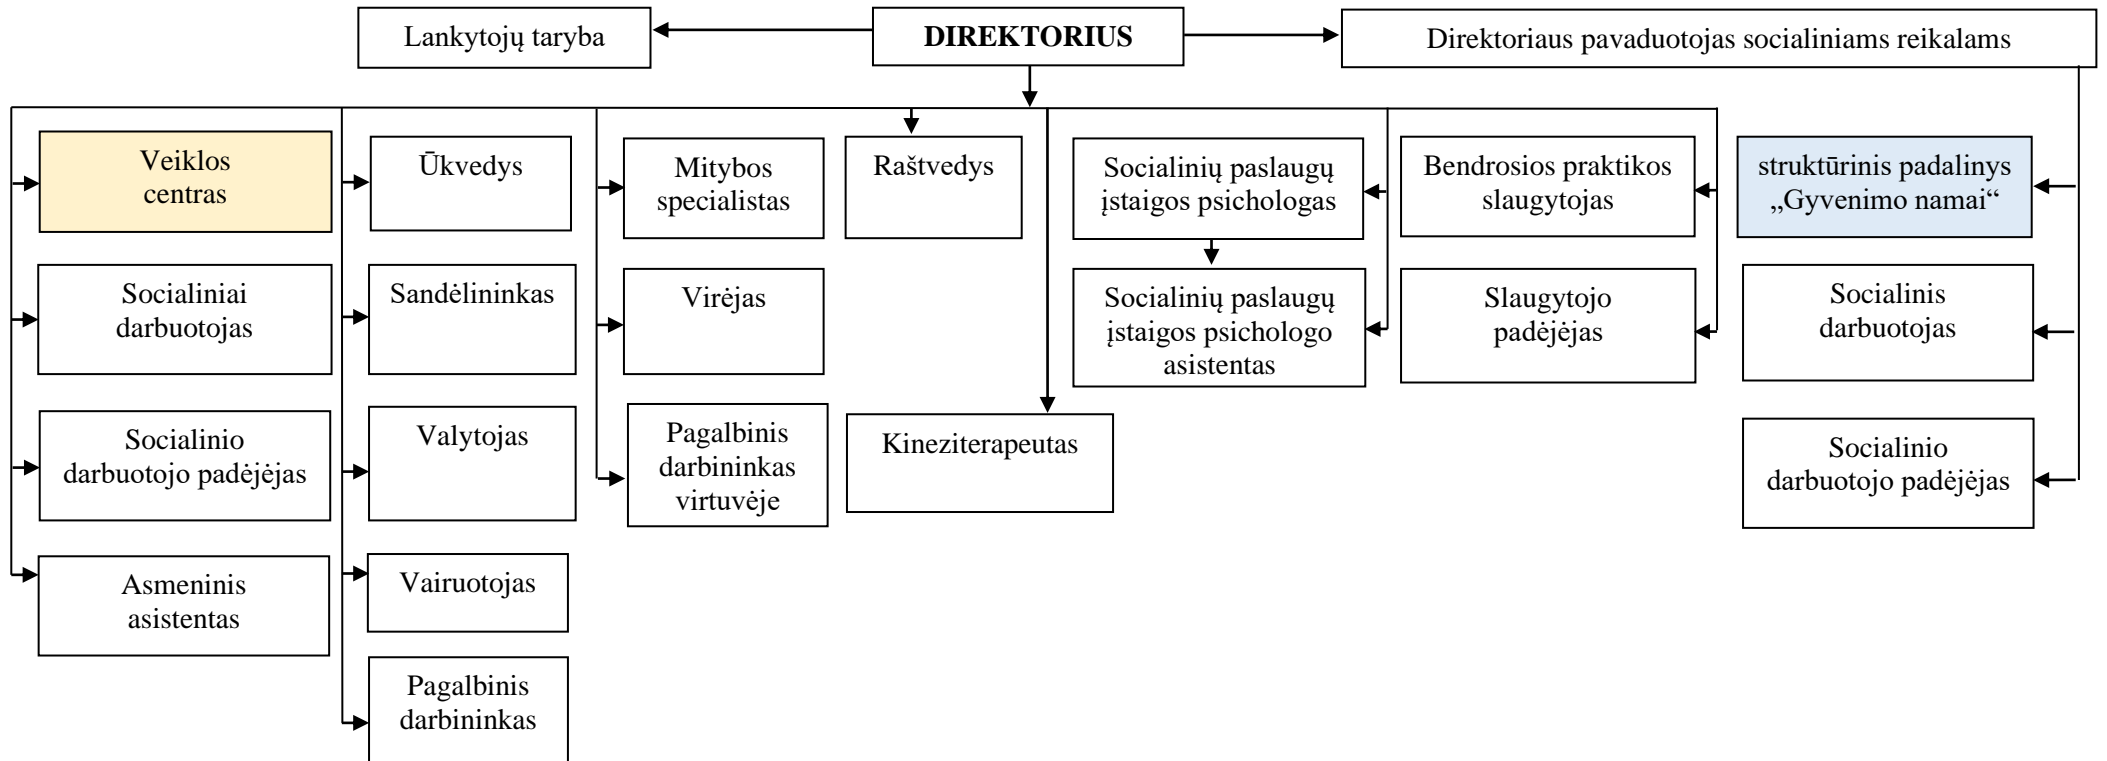 Lankytojų taryba
DIREKTORIUS
Direktoriaus pavaduotojas socialiniams reikalams
Veiklos
centras
Ūkvedys
Mitybos
specialistas
Raštvedys
Socialinių paslaugų
įstaigos psichologas
Bendrosios praktikos
slaugytojas
struktūrinis padalinys
„Gyvenimo namai“
Socialiniai
darbuotojas
Sandėlininkas
Virėjas
Socialinių paslaugų
įstaigos psichologo
asistentas
Slaugytojo
padėjėjas
Socialinis
darbuotojas
Socialinio
darbuotojo padėjėjas
Valytojas
Pagalbinis
darbininkas
virtuvėje
Kineziterapeutas
Socialinio
darbuotojo padėjėjas
Asmeninis
asistentas
Vairuotojas
Pagalbinis
darbininkas